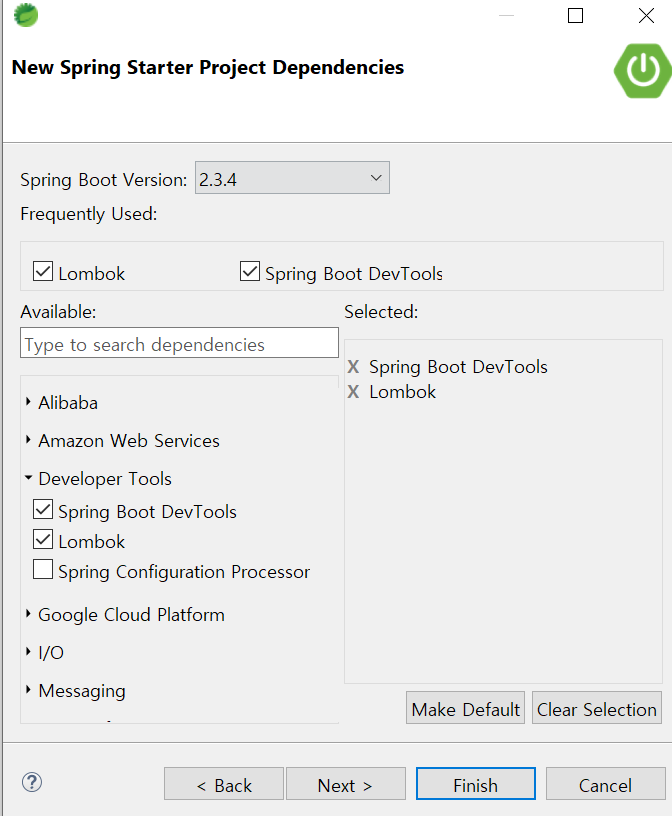 New Spring Starter Project Dependencies
Spring Boot Version: 2.3.4
Frequently Used:
Lombok Spring Boot DevTools
Available: Selected:
Type to search dependencies
X Spring Boot DevTools
X Lombok
Alibaba
Amazon Web Services
Developer Tools
Spring Boot DevTools
Lombok
Spring Configuration Processor
Google Cloud Platform
I/O
Messaging
Make Default Clear Selection
? < Back Next > Finish Cancel